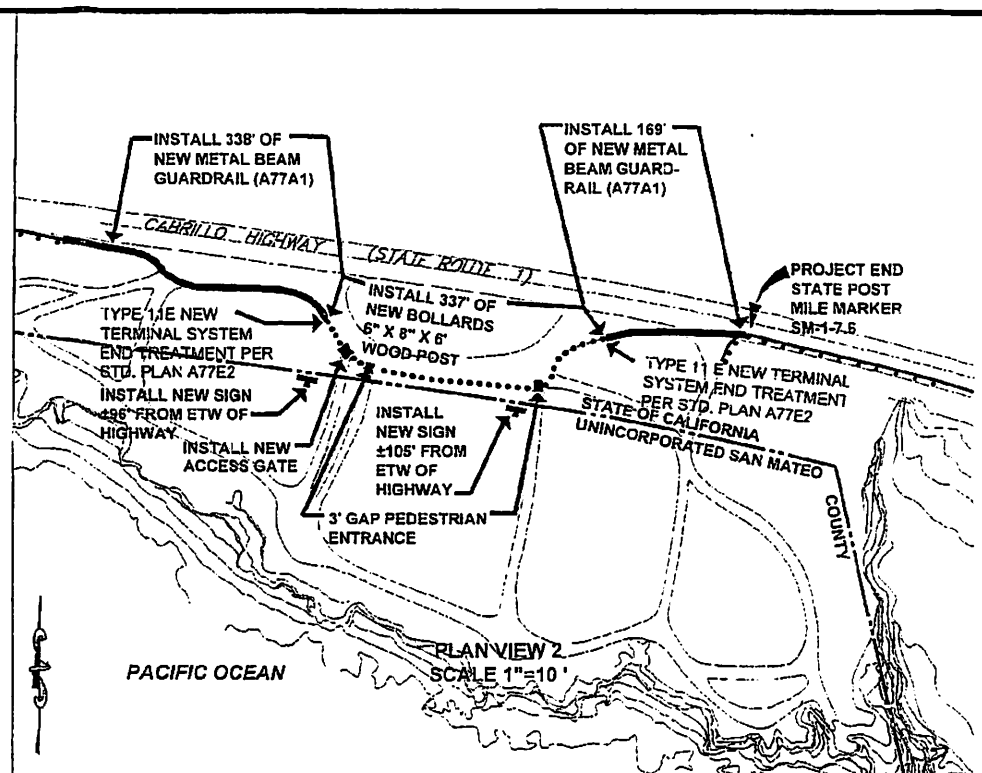 INSTALL 338' OF
NEW METAL BEAM
GUARDRAIL (A77A1)
INSTALL 169'
OF NEW METAL
BEAM GUARD-
RAIL (A77A1)
CABRILLO HIGHWAY (STATE ROUTE 1)
PROJECT END
STATE POST
MILE MARKER
SM-1-7.5
INSTALL 337' OF
NEW BOLLARDS
6" X 8" X 6'
WOOD-POST
TYPE 11E NEW
TERMINAL SYSTEM
END TREATMENT PER
STD. PLAN A77E2
TYPE 11 E NEW TERMINAL
SYSTEM END TREATMENT
PER STD. PLAN A77E2
INSTALL NEW SIGN
±96' FROM ETW OF
HIGHWAY
INSTALL NEW
ACCESS GATE
INSTALL
NEW SIGN
±105' FROM
ETW OF
HIGHWAY
STATE OF CALIFORNIA
UNINCORPORATED SAN MATEO
COUNTY
3' GAP PEDESTRIAN
ENTRANCE
PLAN VIEW 2
SCALE 1"=10'
PACIFIC OCEAN